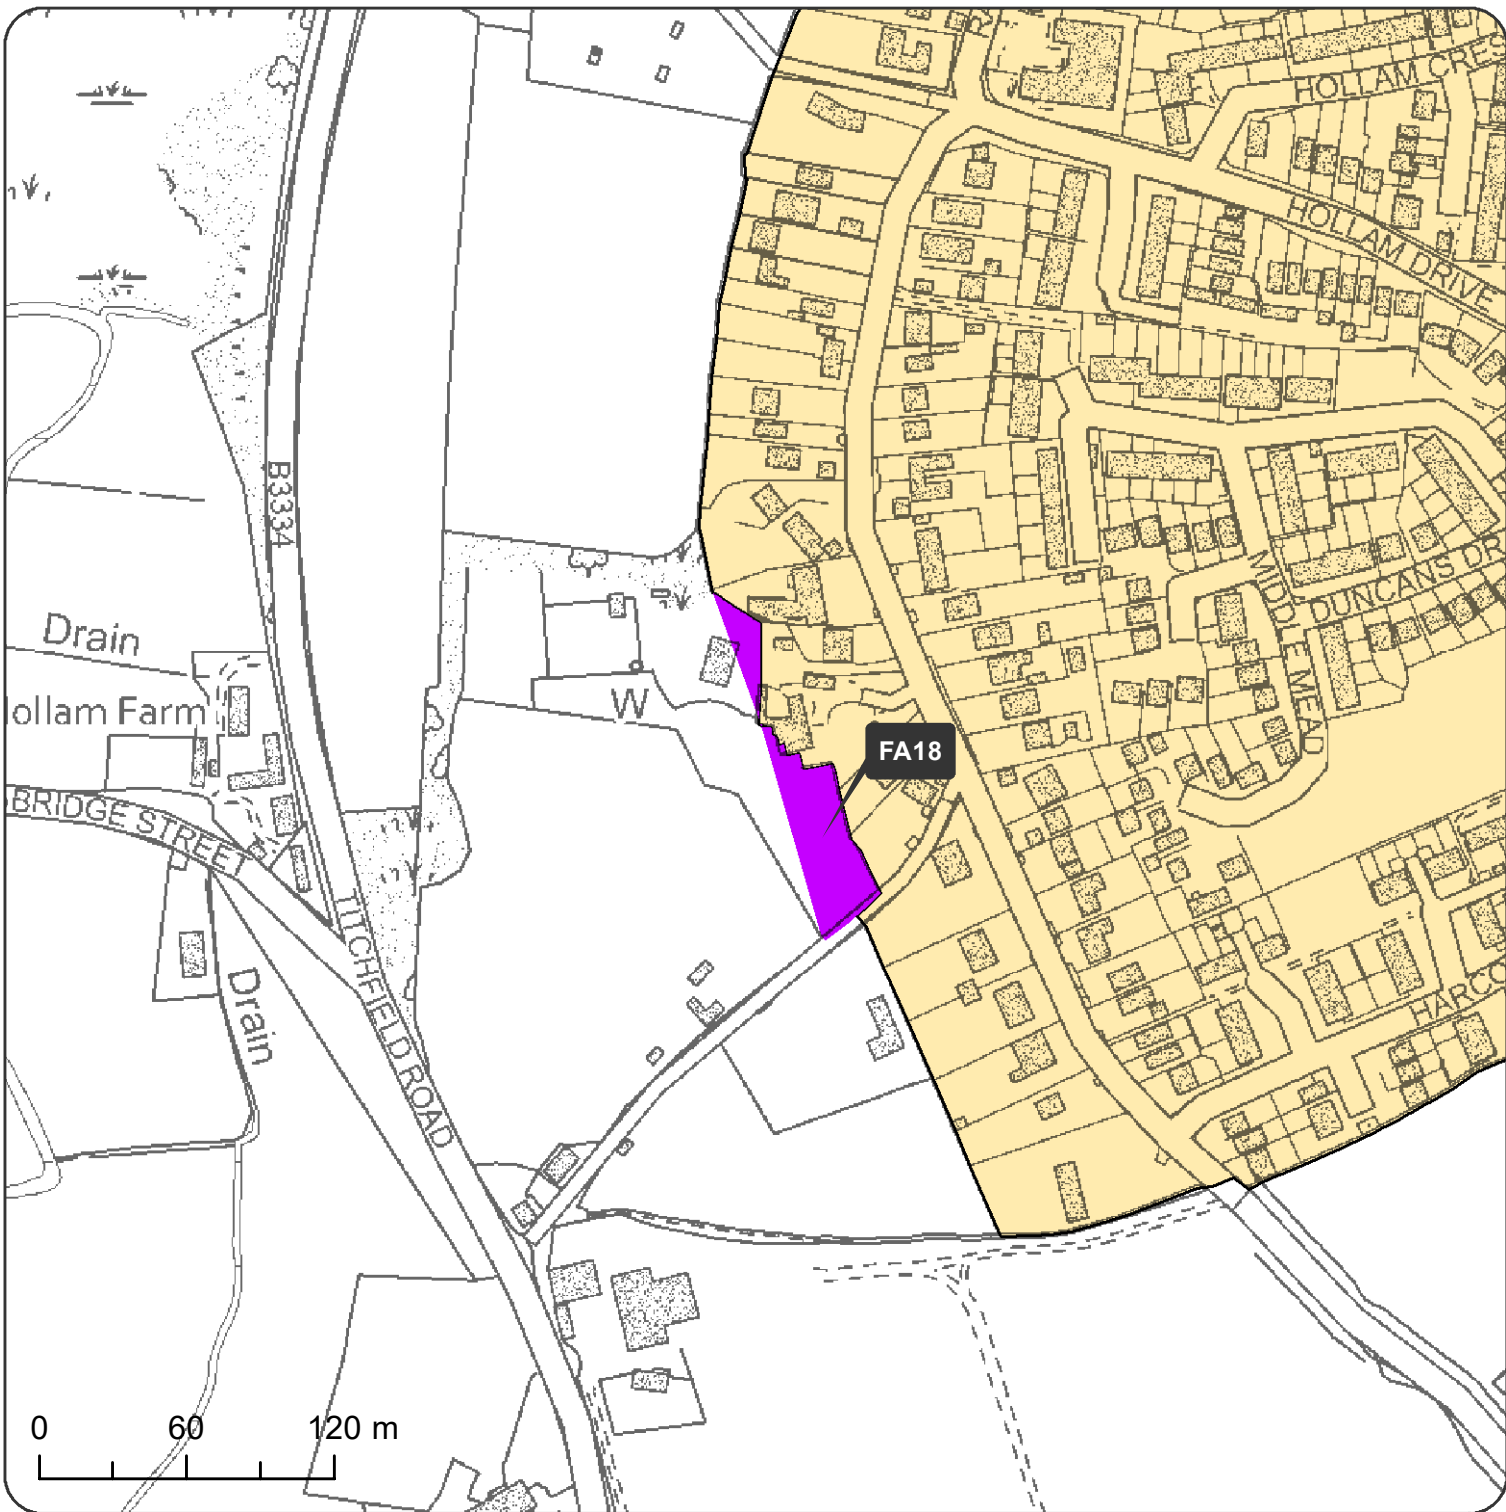 HOLLAM CRES
HOLLAM DRIVE
B3334
Drain
ollam Farm
W
MIDDLE MEAD
DUNCANS DR
FA18
BRIDGE STREET
TITCHFIELD ROAD
Drain
HARCO
0 60 120 m